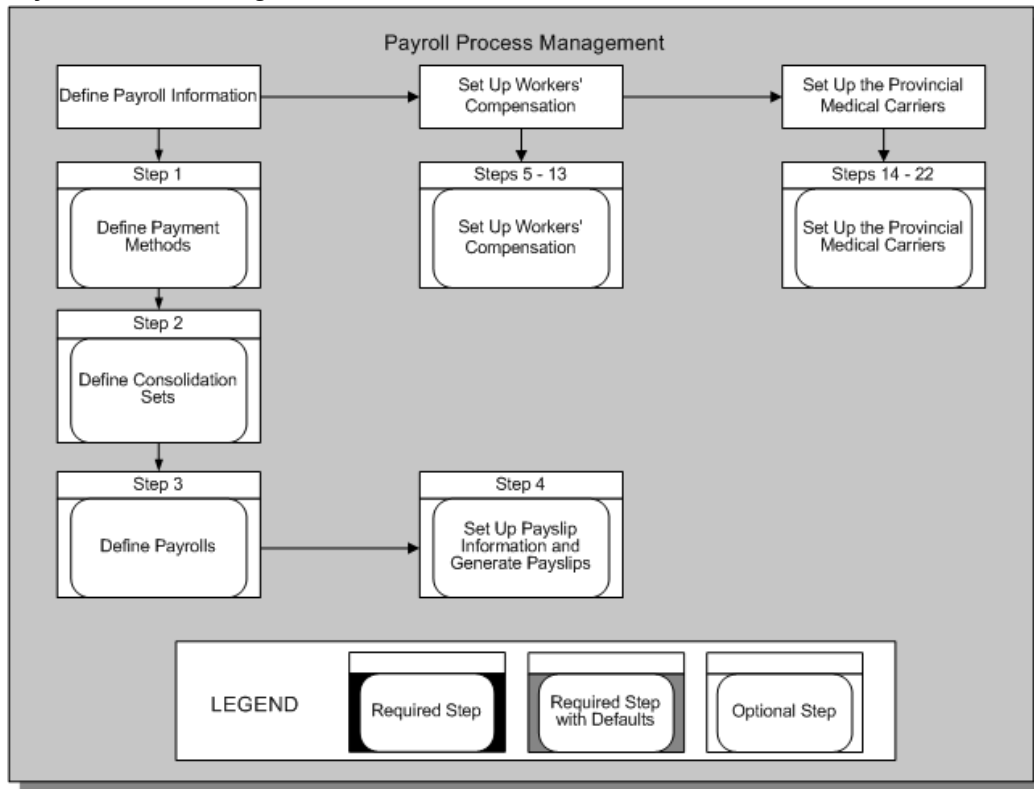 Payroll Process Management
Define Payroll Information
Set Up Workers'
Compensation
Set Up the Provincial
Medical Carriers
Step 1
Define Payment
Methods
Steps 5 - 13
Set Up Workers'
Compensation
Steps 14 - 22
Set Up the Provincial
Medical Carriers
Step 2
Define Consolidation
Sets
Step 3
Define Payrolls
Step 4
Set Up Payslip
Information and
Generate Payslips
LEGEND
Required Step
Required Step
with Defaults
Optional Step